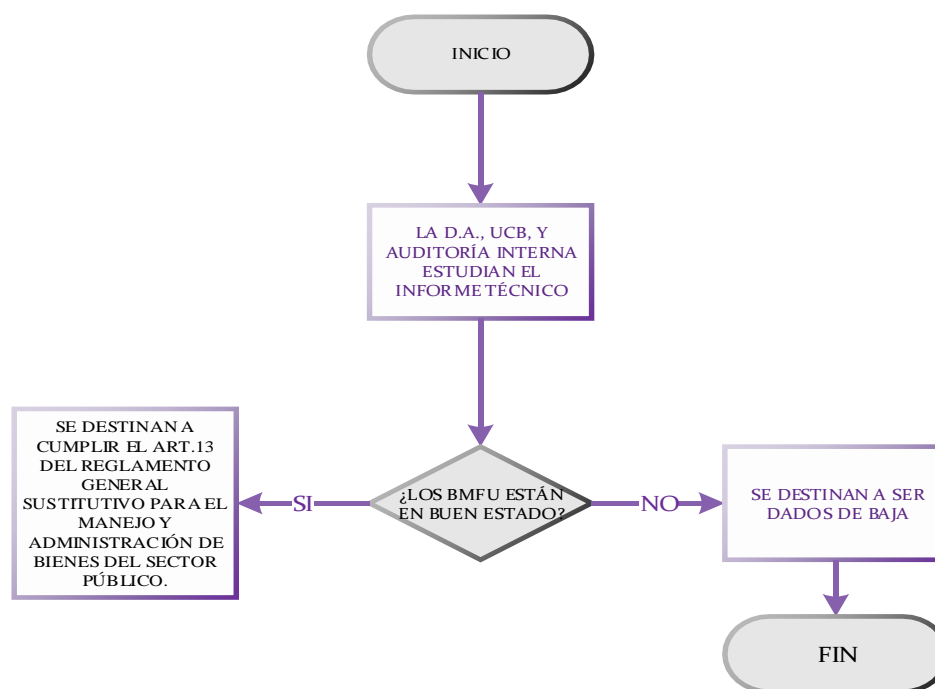 INICIO
LA D.A., UCB, Y
AUDITORÍA INTERNA
ESTUDIAN EL
INFORME TÉCNICO
SE DESTINAN A
CUMPLIR EL ART.13
DEL REGLAMENTO
GENERAL
SUSTITUTIVO PARA EL
MANEJO Y
ADMINISTRACIÓN DE
BIENES DEL SECTOR
PÚBLICO.
SI
¿LOS BMFU ESTÁN
EN BUEN ESTADO?
NO
SE DESTINAN A SER
DADOS DE BAJA
FIN